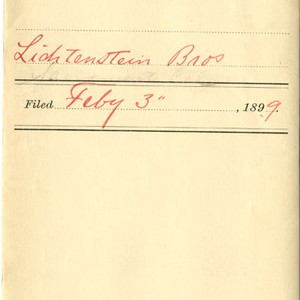 Lichtenstein Bros
Filed Feby 3" , 1899.